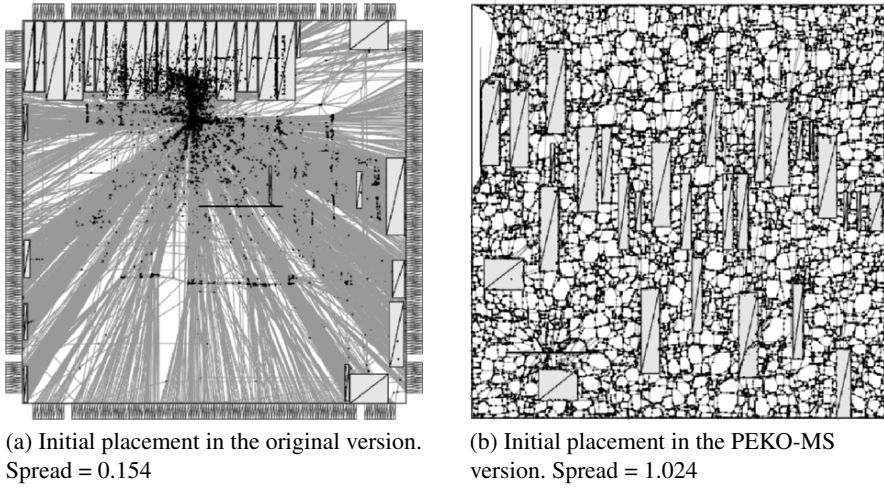 (a) Initial placement in the original version.
Spread = 0.154
(b) Initial placement in the PEKO-MS
version. Spread = 1.024